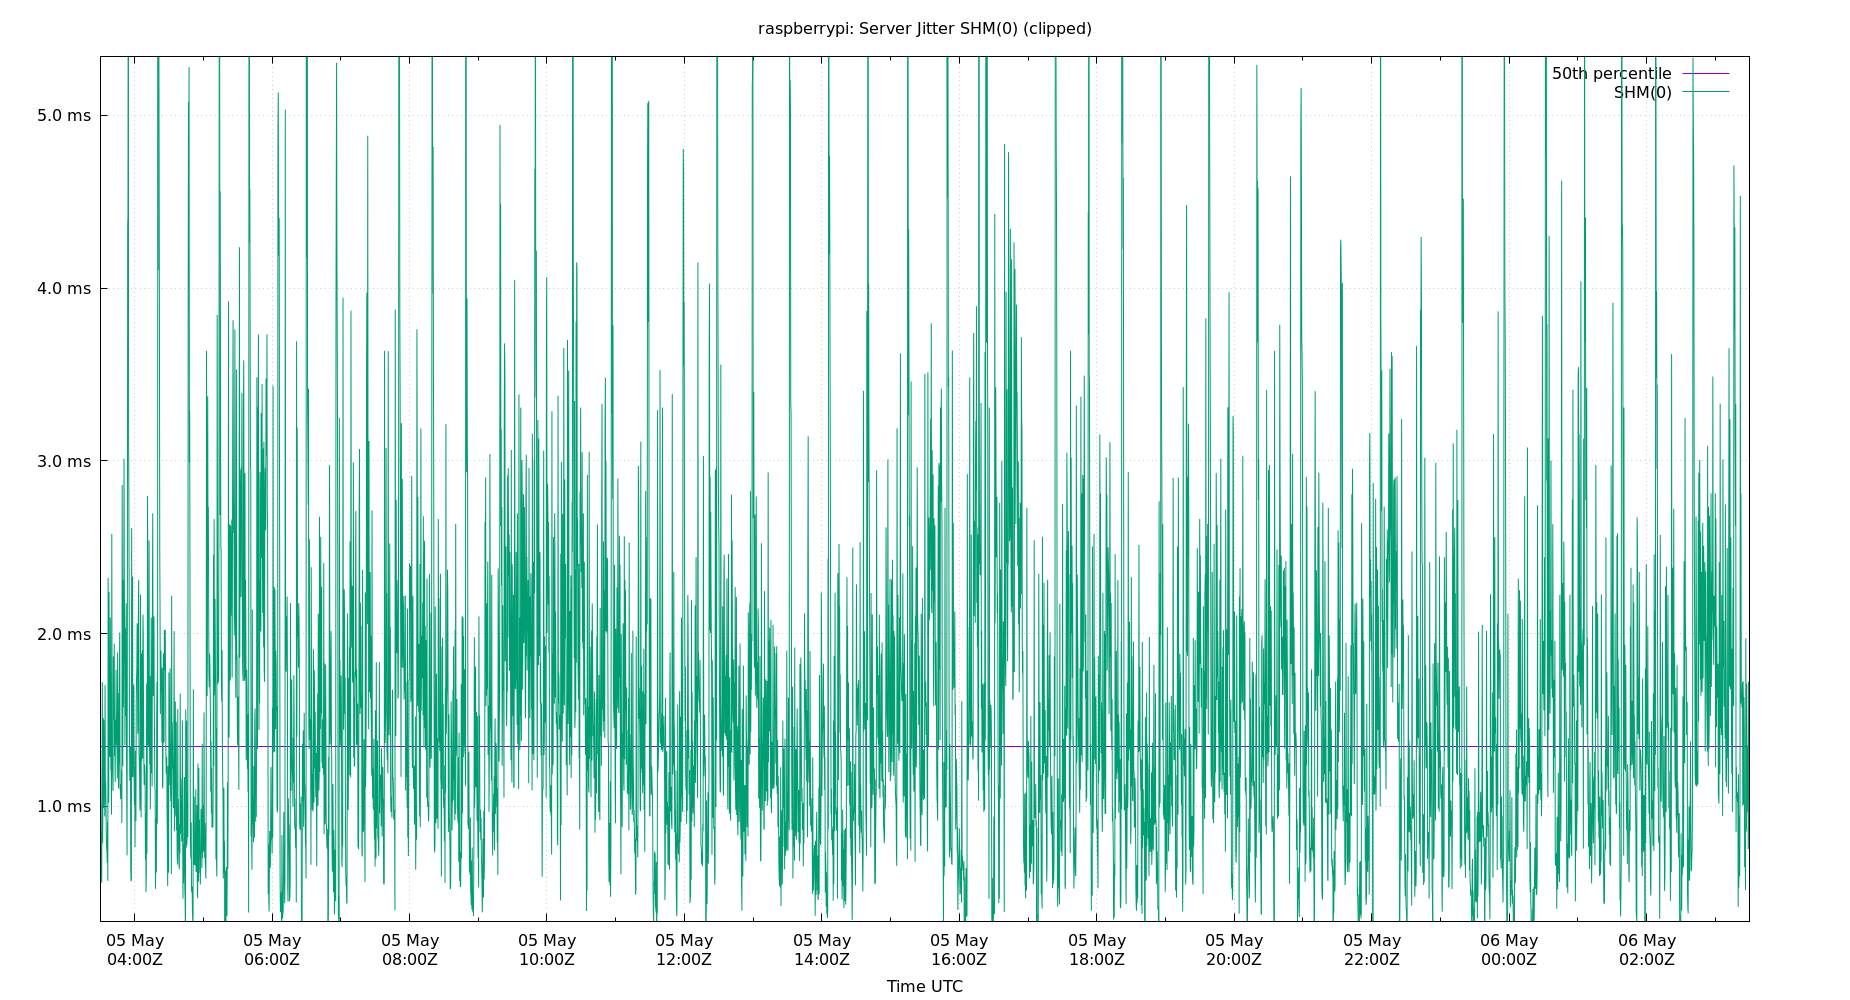 raspberrypi: Server Jitter SHM(0) (clipped)
50th percentile
SHM(0)
5.0 ms
4.0 ms
3.0 ms
2.0 ms
1.0 ms
05 May 05 May 05 May 05 May 05 May 05 May 05 May 05 May 05 May 05 May 06 May 06 May
04:00Z 06:00Z 08:00Z 10:00Z 12:00Z 14:00Z 16:00Z 18:00Z 20:00Z 22:00Z 00:00Z 02:00Z
Time UTC